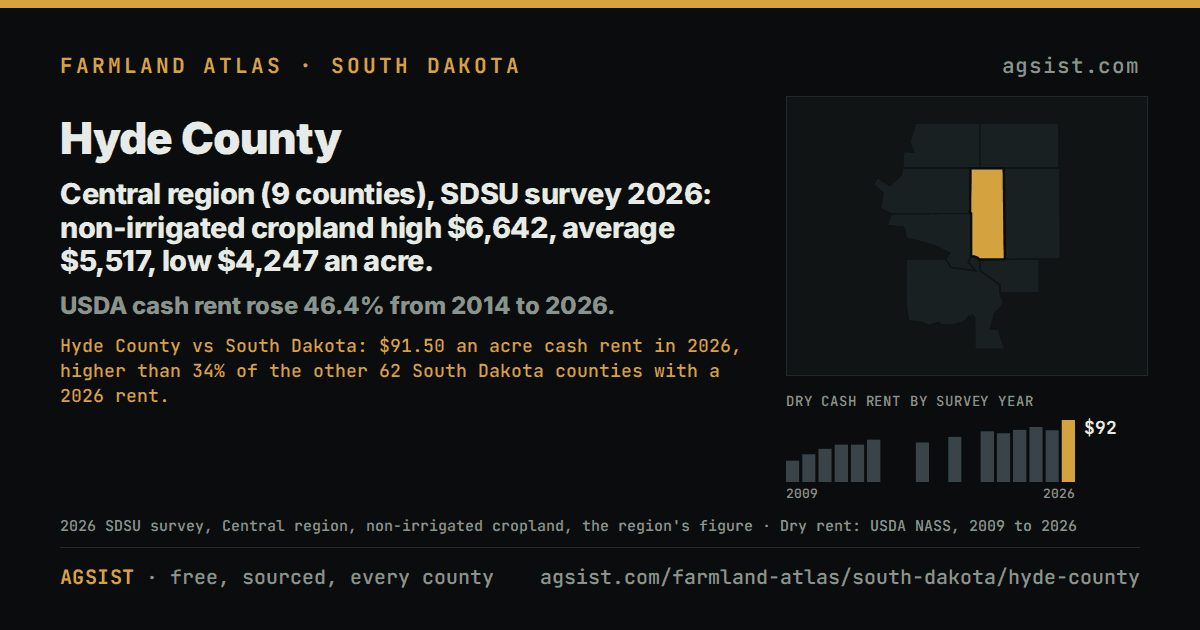 FARMLAND ATLAS · SOUTH DAKOTA
agsist.com
Hyde County
Central region (9 counties), SDSU survey 2026:
non-irrigated cropland high $6,642, average
$5,517, low $4,247 an acre.
USDA cash rent rose 46.4% from 2014 to 2026.
Hyde County vs South Dakota: $91.50 an acre cash rent in 2026,
higher than 34% of the other 62 South Dakota counties with a
2026 rent.
DRY CASH RENT BY SURVEY YEAR
$92
2009
2026
2026 SDSU survey, Central region, non-irrigated cropland, the region's figure · Dry rent: USDA NASS, 2009 to 2026
AGSIST · free, sourced, every county
agsist.com/farmland-atlas/south-dakota/hyde-county